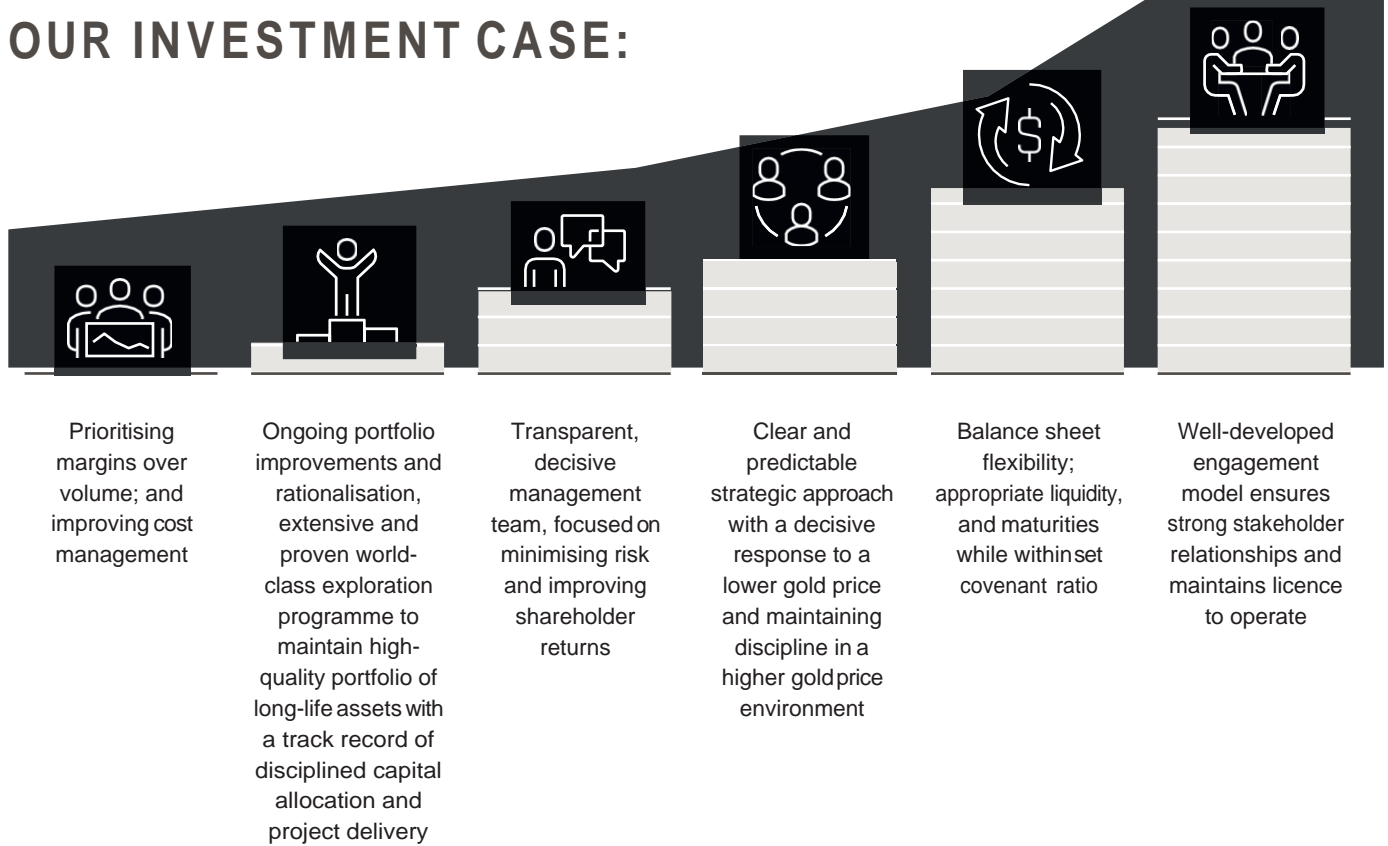 OUR INVESTMENT CASE:
Prioritising
margins over
volume; and
improving cost
management
Ongoing portfolio
improvements and
rationalisation,
extensive and
proven world-
class exploration
programme to
maintain high-
quality portfolio of
long-life assets with
a track record of
disciplined capital
allocation and
project delivery
Transparent,
decisive
management
team, focused on
minimising risk
and improving
shareholder
returns
Clear and
predictable
strategic approach
with a decisive
response to a
lower gold price
and maintaining
discipline in a
higher gold price
environment
Balance sheet
flexibility;
appropriate liquidity,
and maturities
while within set
covenant ratio
Well-developed
engagement
model ensures
strong stakeholder
relationships and
maintains licence
to operate